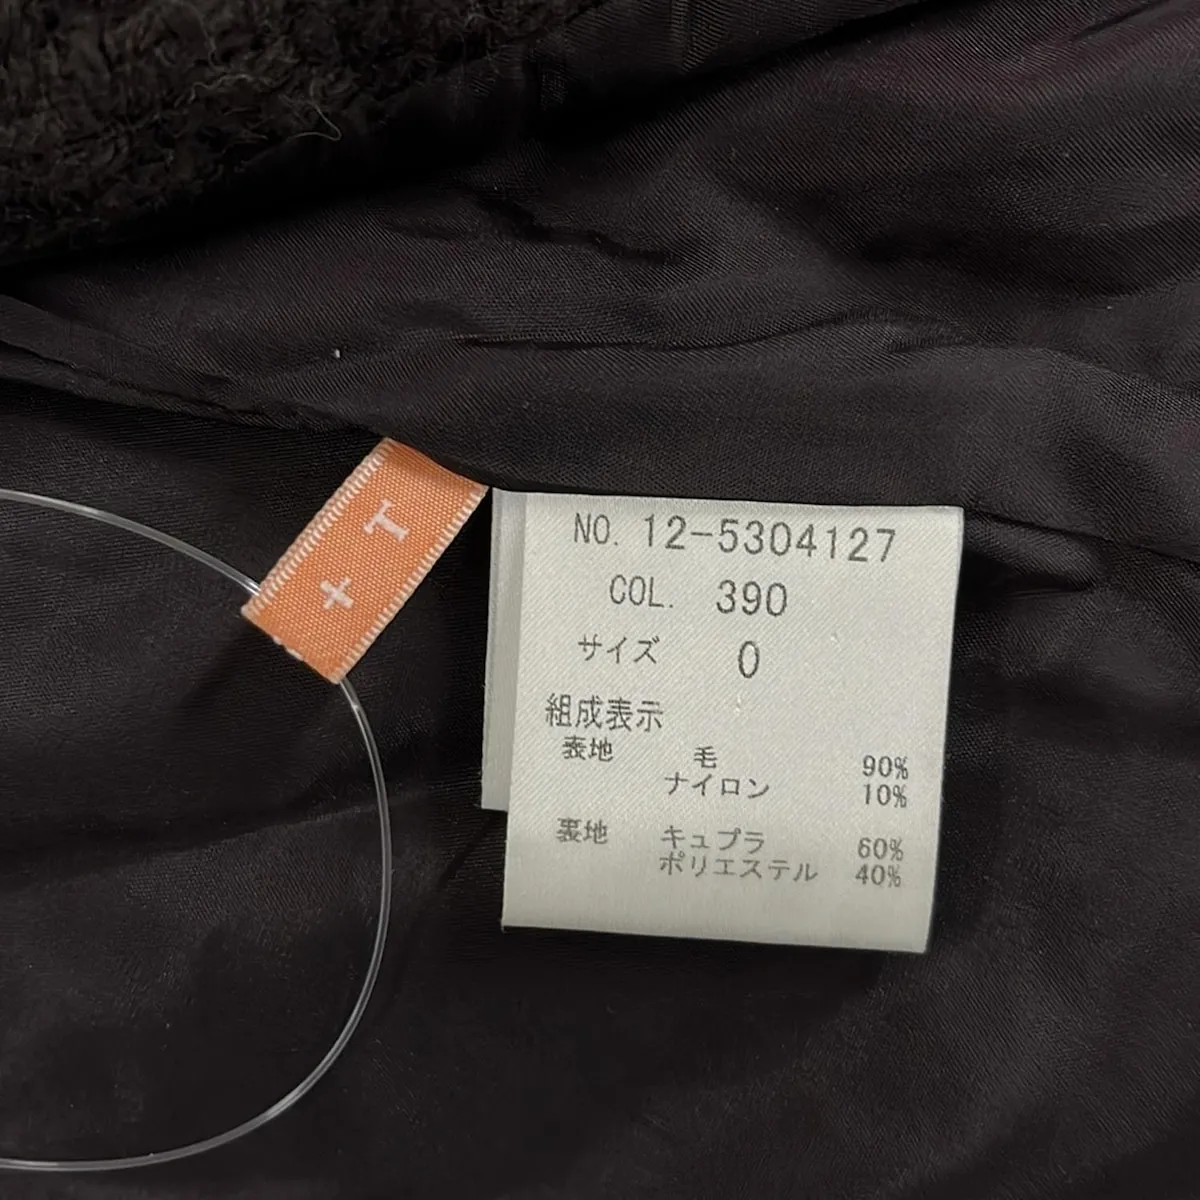 T
+
NO. 12-5304127
COL. 390
サイズ 0
組成表示
表地 毛 90%
ナイロン 10%
裏地 キュプラ 60%
ポリエステル 40%